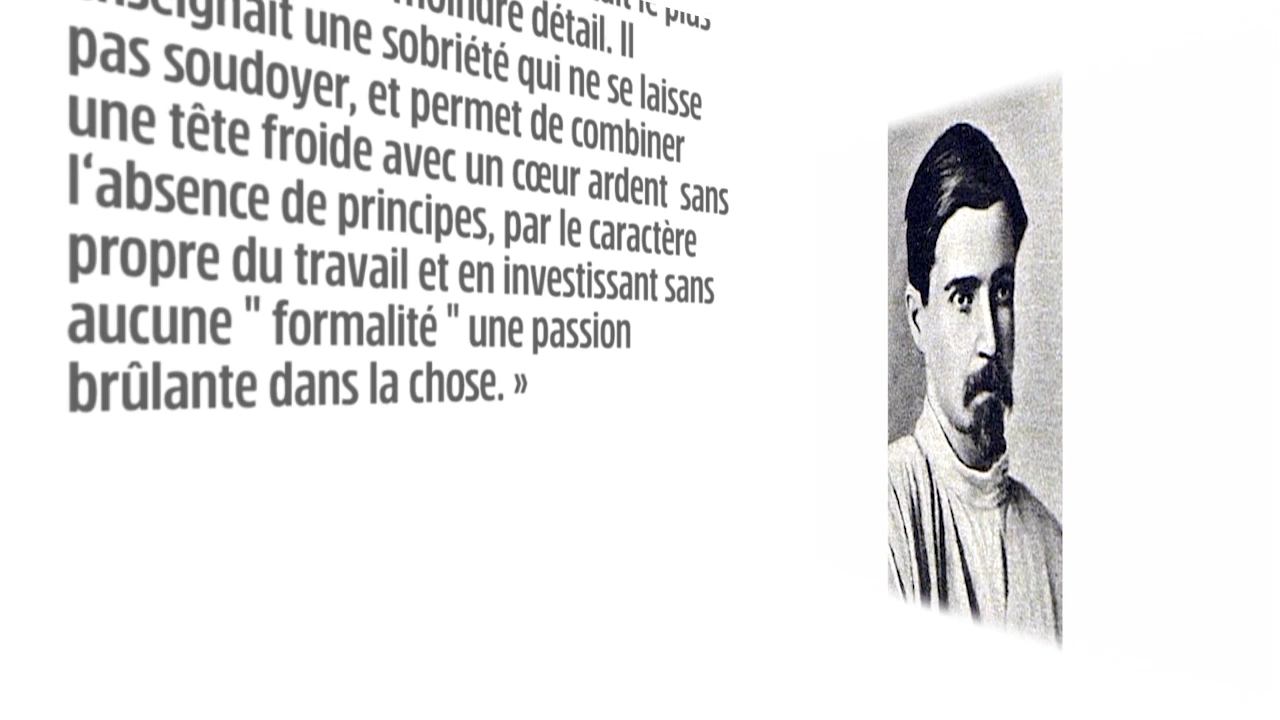 le plus
moindre détail. Il
enseignait une sobriété qui ne se laisse
pas soudoyer, et permet de combiner
une tête froide avec un cœur ardent sans
l‘absence de principes, par le caractère
propre du travail et en investissant sans
aucune " formalité " une passion
brûlante dans la chose. »